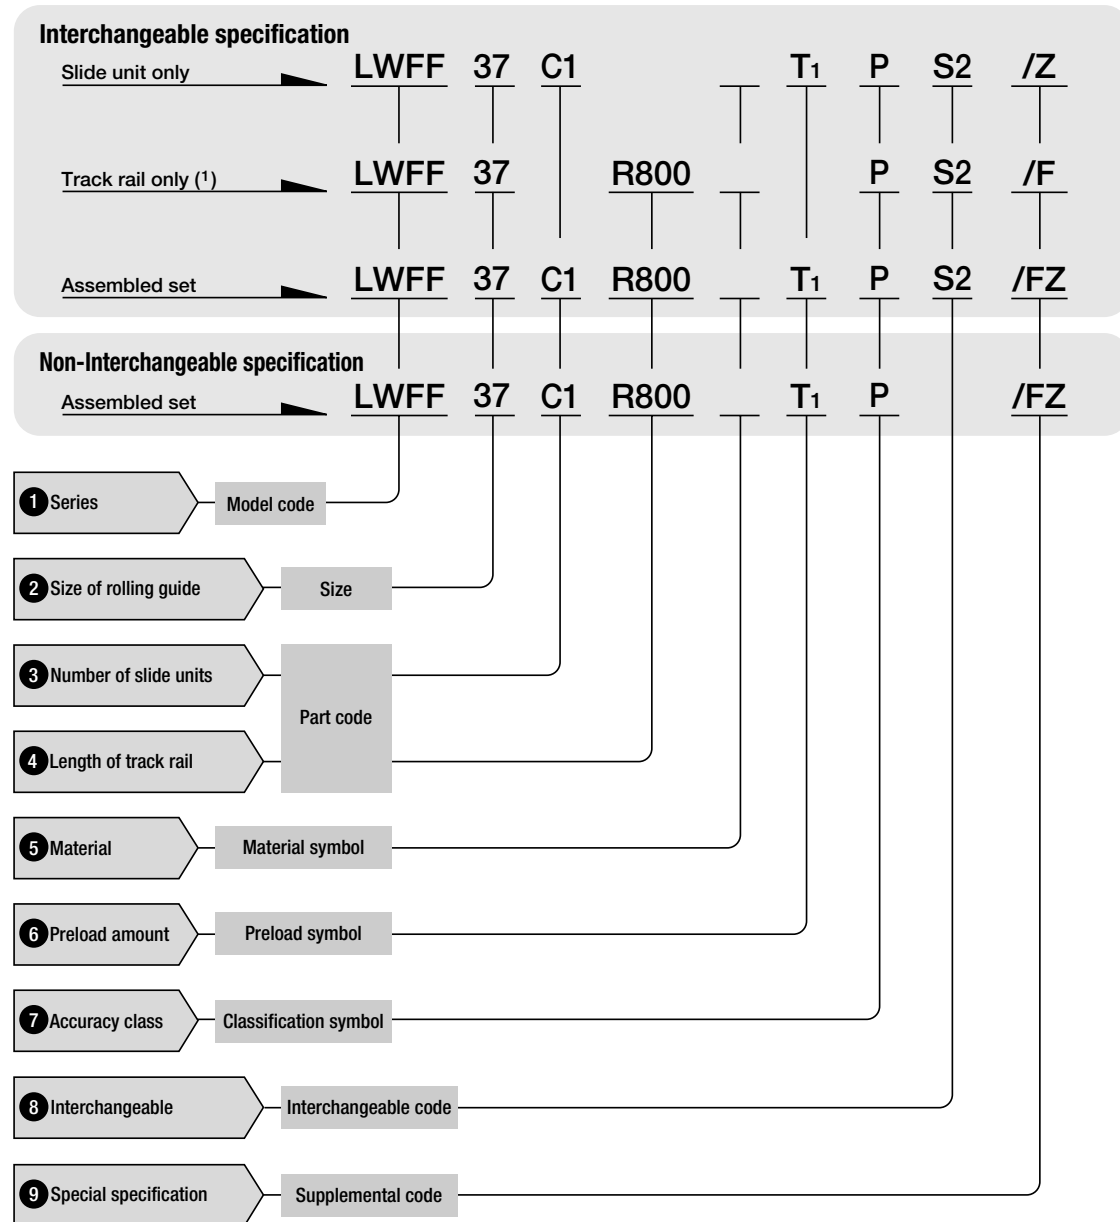 Interchangeable specification
Slide unit only LWFF 37 C1 T1 P S2 /Z
Track rail only (1) LWFF 37 R800 P S2 /F
Assembled set LWFF 37 C1 R800 T1 P S2 /FZ
Non-Interchangeable specification
Assembled set LWFF 37 C1 R800 T1 P /FZ
1 Series Model code
2 Size of rolling guide Size
3 Number of slide units
Part code
4 Length of track rail
5 Material Material symbol
6 Preload amount Preload symbol
7 Accuracy class Classification symbol
8 Interchangeable Interchangeable code
9 Special specification Supplemental code